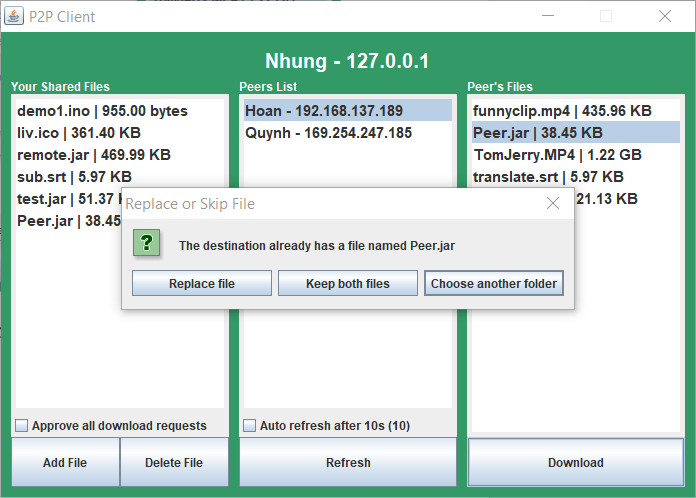 P2P Client
Nhung - 127.0.0.1
Your Shared Files
demo1.ino | 955.00 bytes
liv.ico | 361.40 KB
remote.jar | 469.99 KB
sub.srt | 5.97 KB
test.jar | 51.37
Peer.jar | 38.45
Approve all download requests
Add File
Delete File
Peers List
Hoan - 192.168.137.189
Quynh - 169.254.247.185
Auto refresh after 10s (10)
Refresh
Peer's Files
funnyclip.mp4 | 435.96 KB
Peer.jar | 38.45 KB
TomJerry.MP4 | 1.22 GB
translate.srt | 5.97 KB
21.13 KB
Download
Replace or Skip File
The destination already has a file named Peer.jar
Replace file
Keep both files
Choose another folder